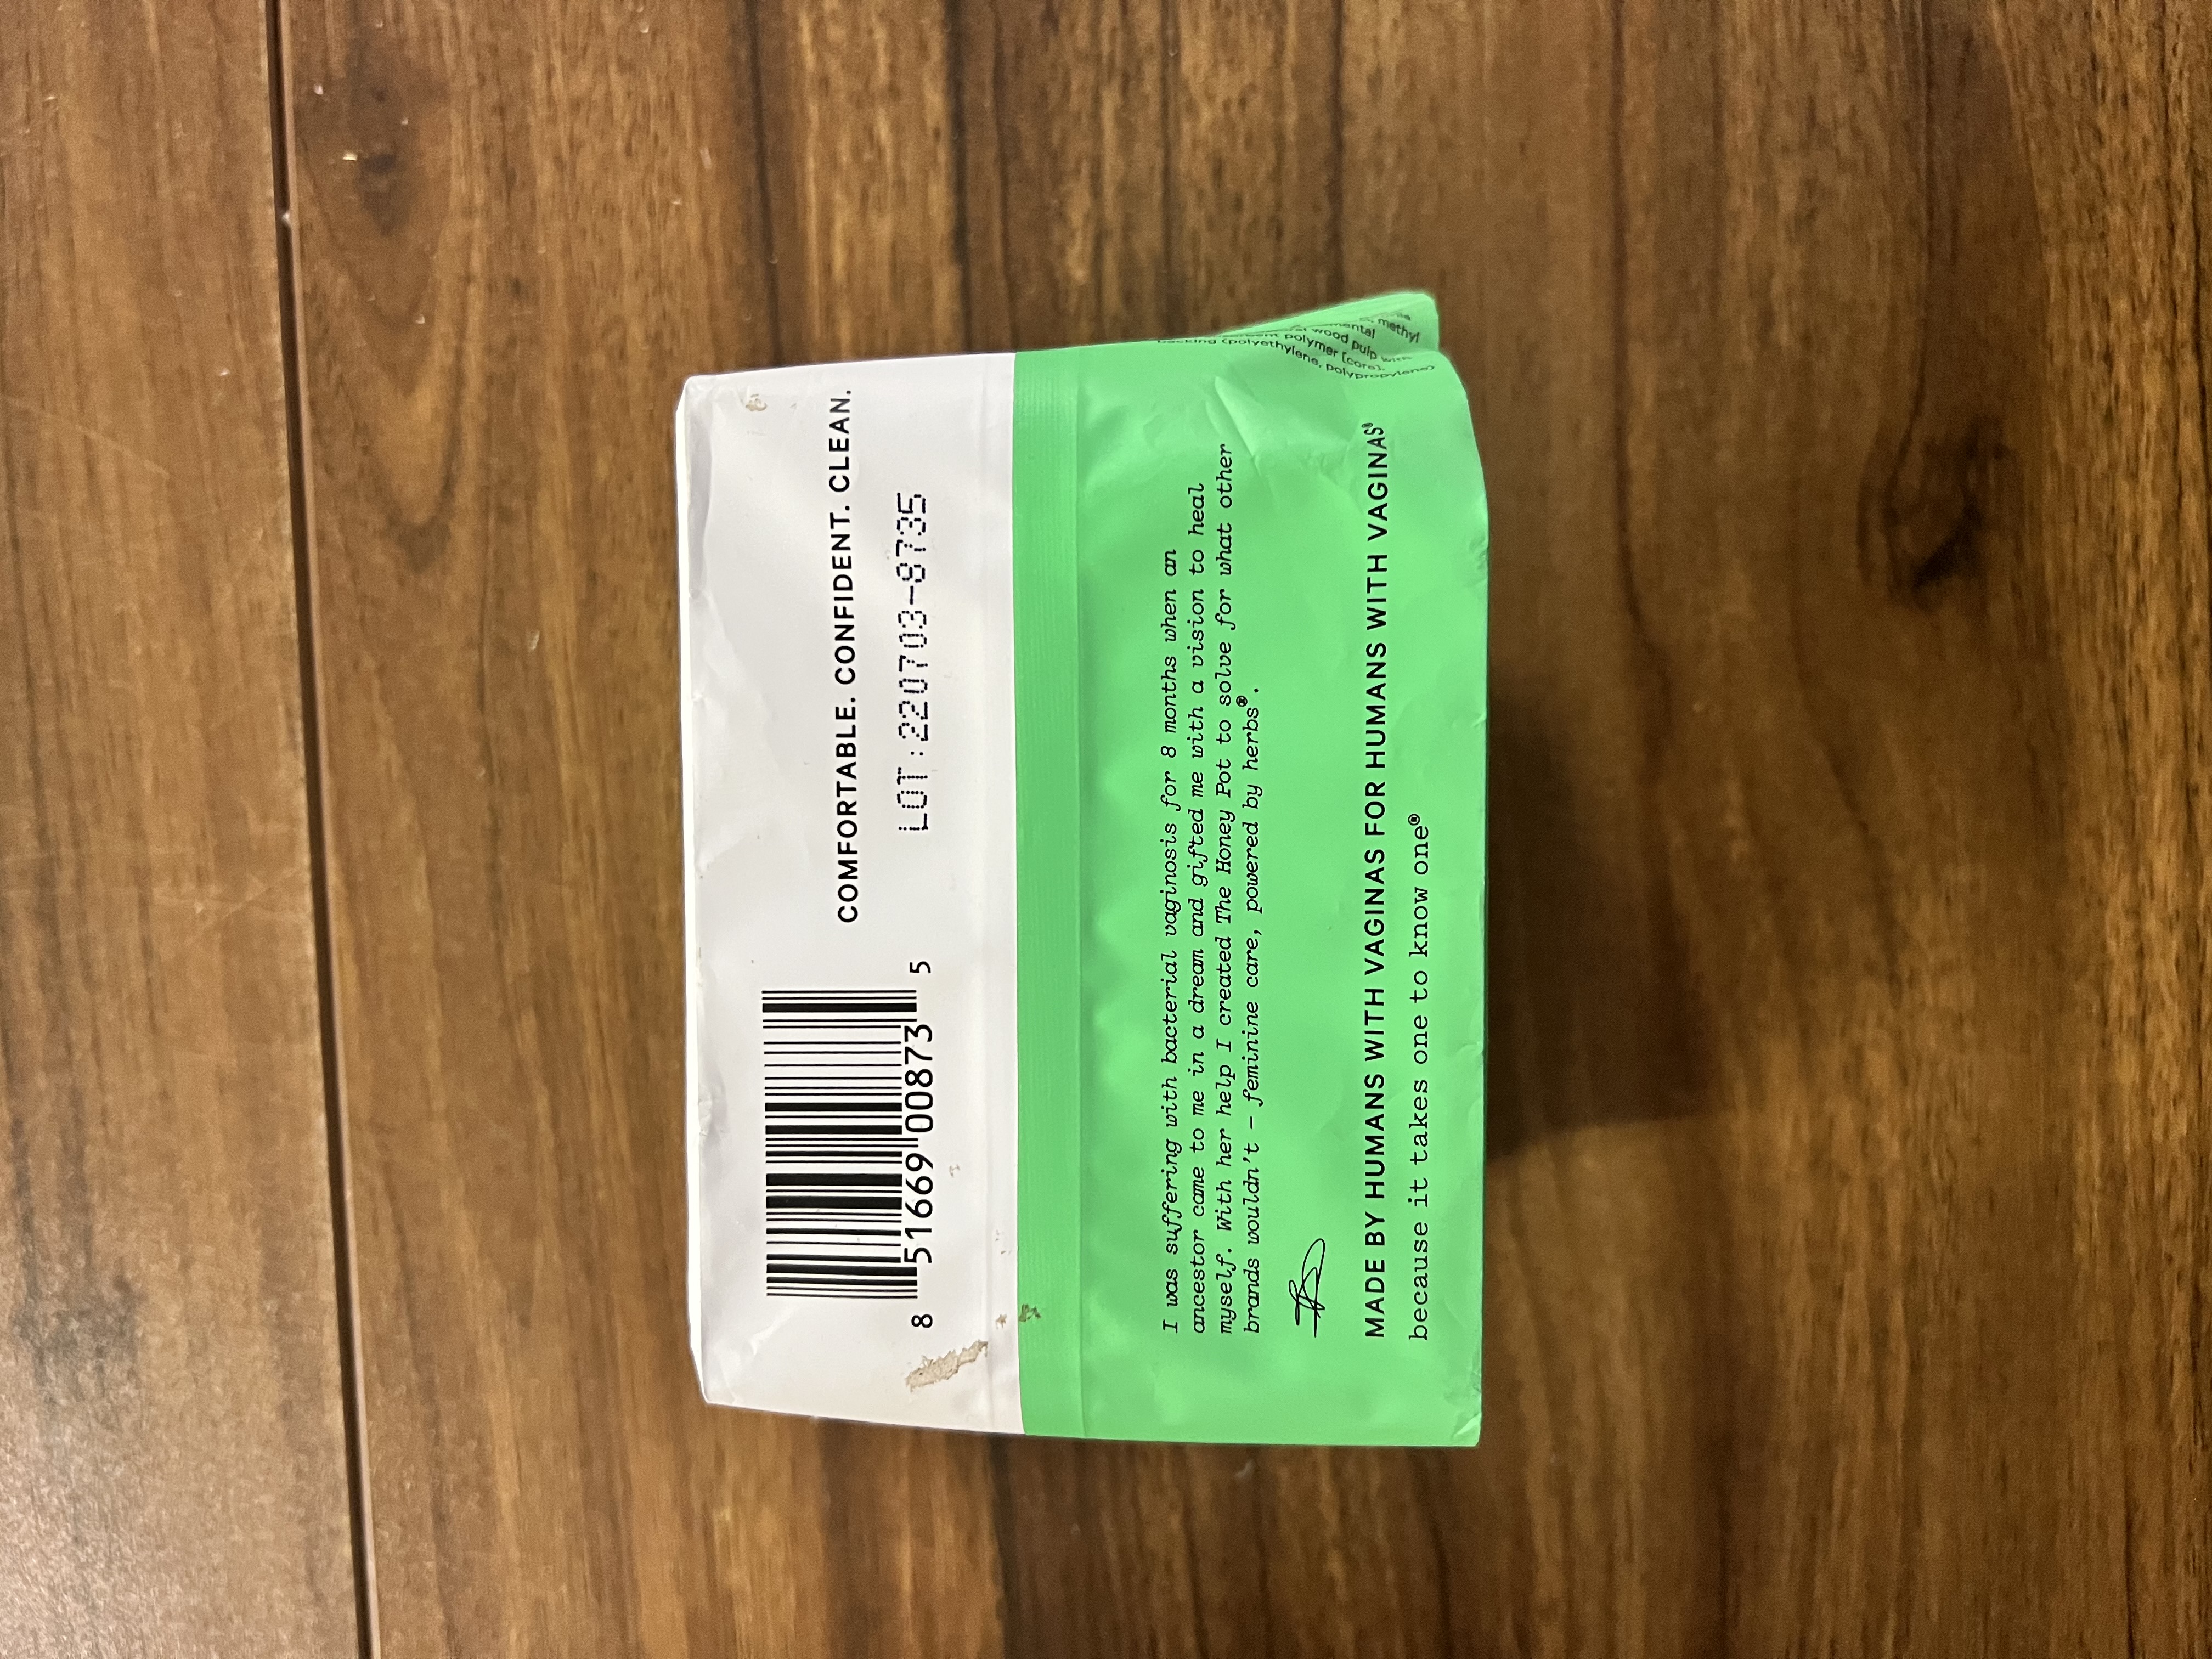 COMFORTABLE. CONFIDENT. CLEAN.
LOT:220703-8735
8 51669 00873 5
I was suffering with bacterial vaginosis for 8 months when an
ancestor came to me in a dream and gifted me with a vision to heal
myself. With her help I created The Honey Pot to solve for what other
brands wouldn't – feminine care, powered by herbs®.
MADE BY HUMANS WITH VAGINAS FOR HUMANS WITH VAGINAS®
because it takes one to know one®
methyl
wood pulp
polymer [core],
backing (polyethylene, polypropylene)